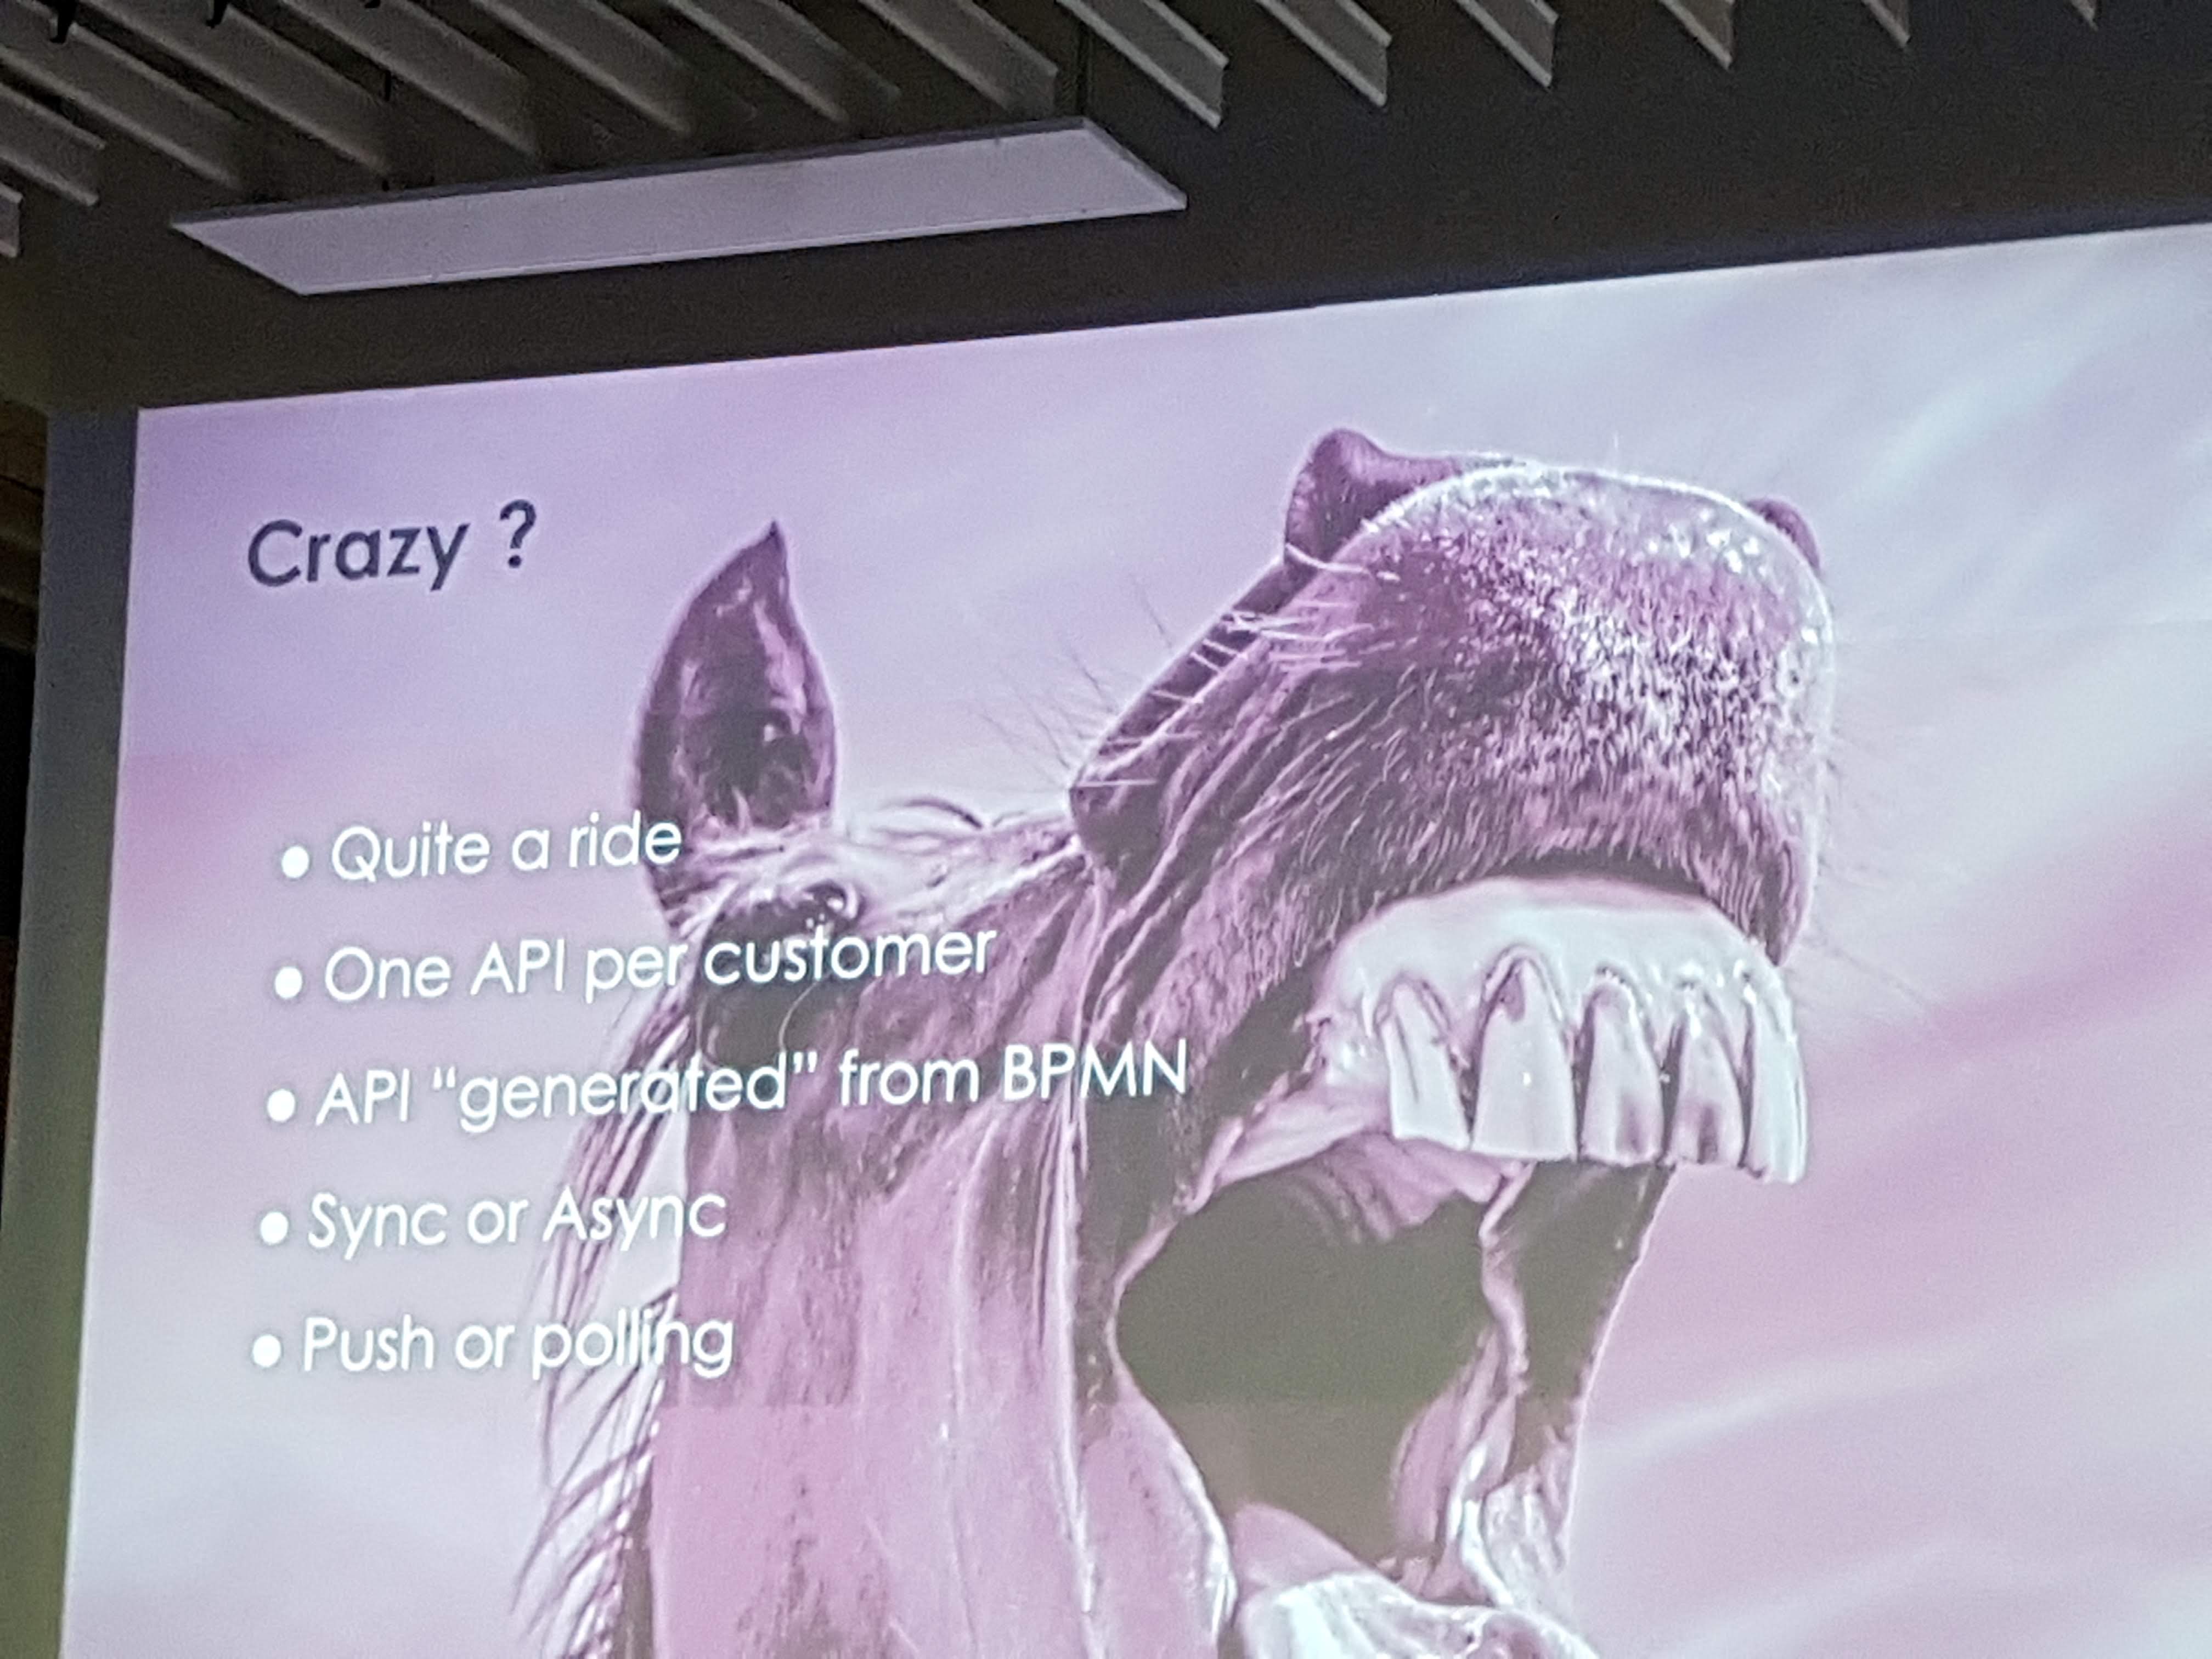 Crazy ?
• Quite a ride
• One API per customer
• API “generated” from BPMN
• Sync or Async
• Push or polling